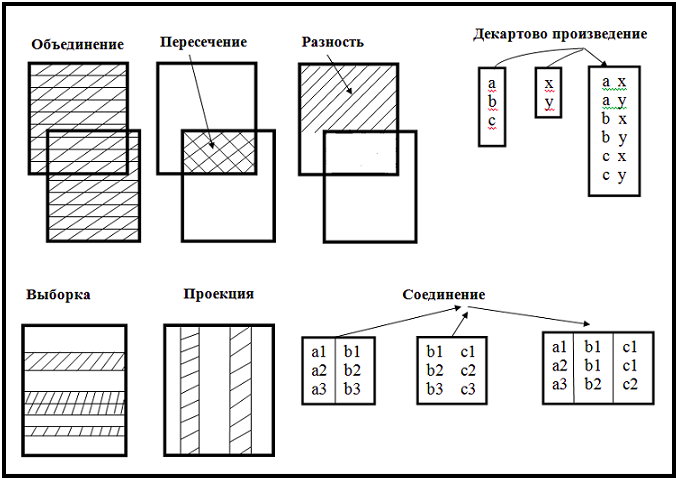 Объединение
Пересечение
Разность
Декартово произведение
a
b
c
x
y
a x
a y
b x
b y
c x
c y
Выборка
Проекция
Соединение
a1 b1
a2 b2
a3 b3
b1 c1
b2 c2
b3 c3
a1 b1 c1
a2 b1 c1
a3 b2 c2